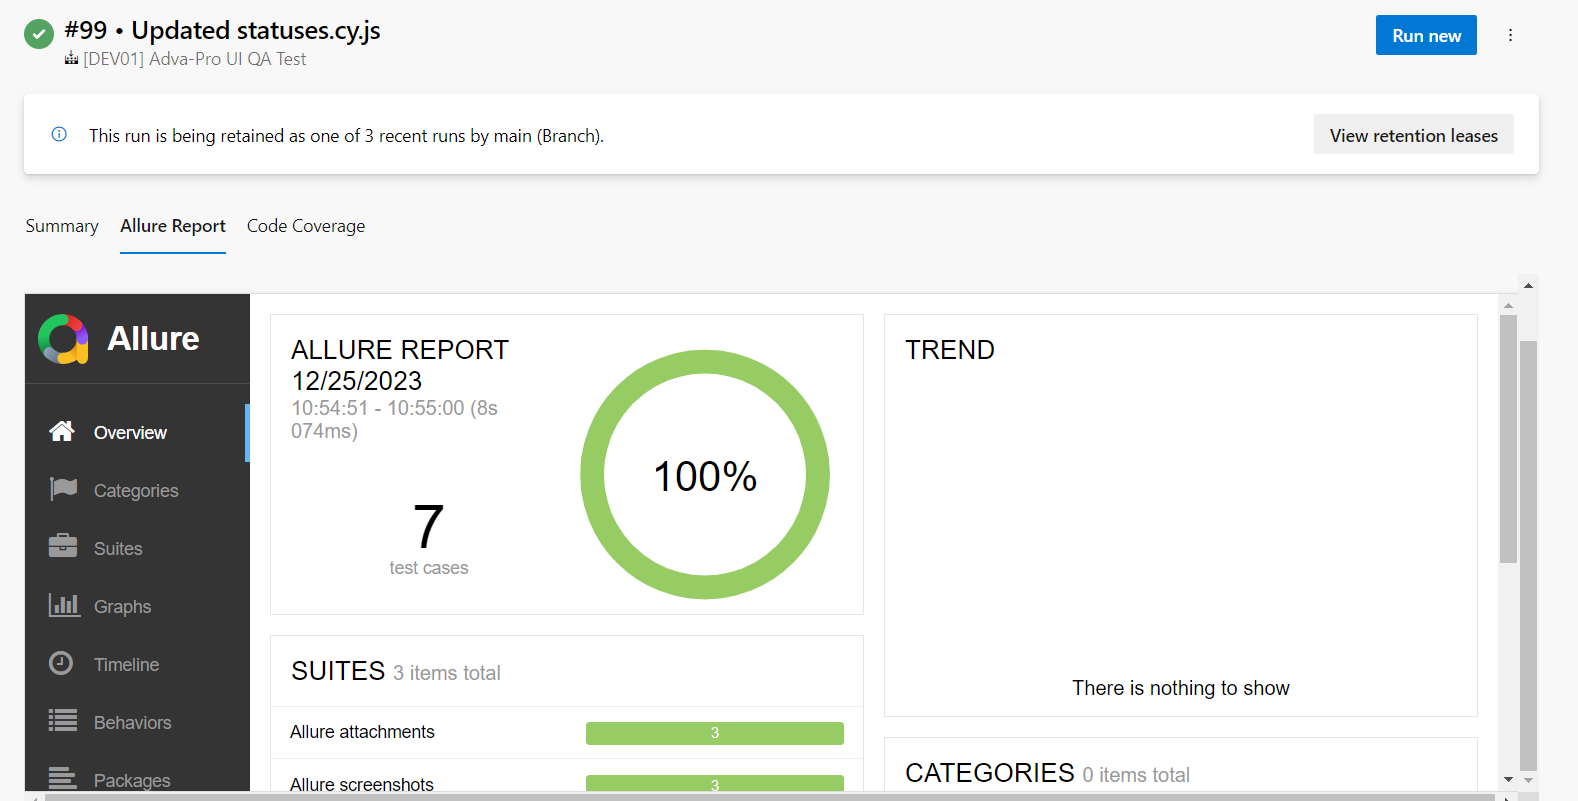 #99 • Updated statuses.cy.js
[DEV01] Adva-Pro UI QA Test
Run new
This run is being retained as one of 3 recent runs by main (Branch).
View retention leases
Summary
Allure Report
Code Coverage
Allure
Overview
Categories
Suites
Graphs
Timeline
Behaviors
Packages
ALLURE REPORT
12/25/2023
10:54:51 - 10:55:00 (8s
074ms)
7
test cases
100%
SUITES 3 items total
Allure attachments 3
Allure screenshots 3
TREND
There is nothing to show
CATEGORIES 0 items total